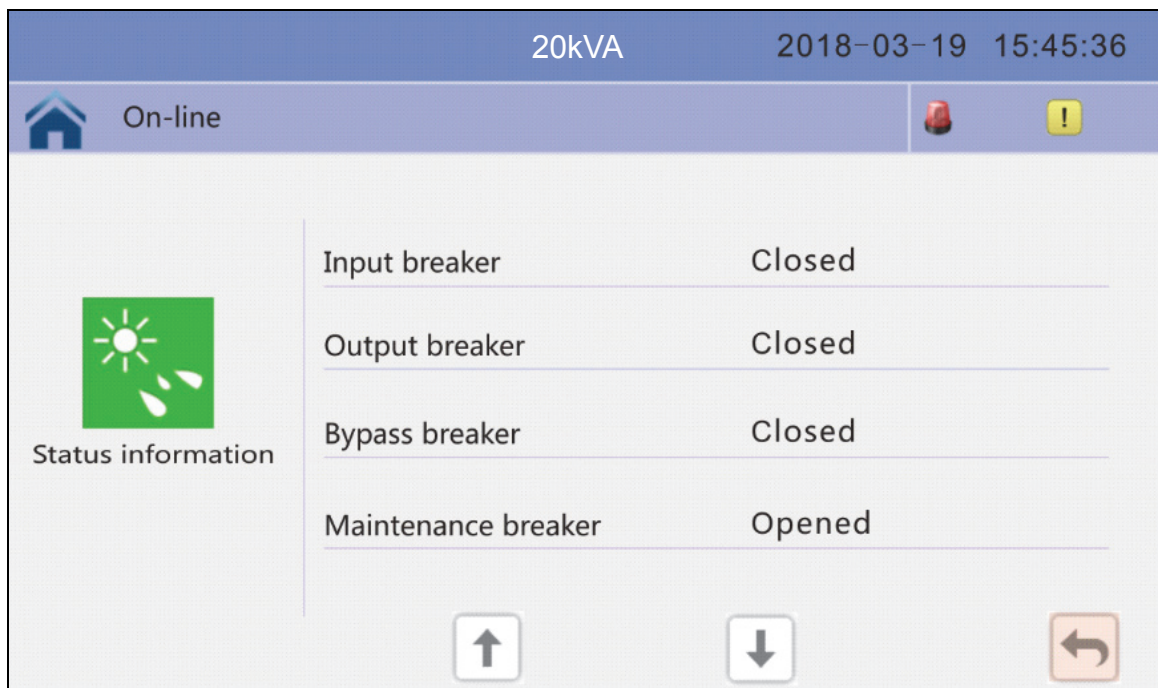 20kVA 2018-03-19 15:45:36
On-line !
Input breaker Closed
Output breaker Closed
Bypass breaker Closed
Status information
Maintenance breaker Opened